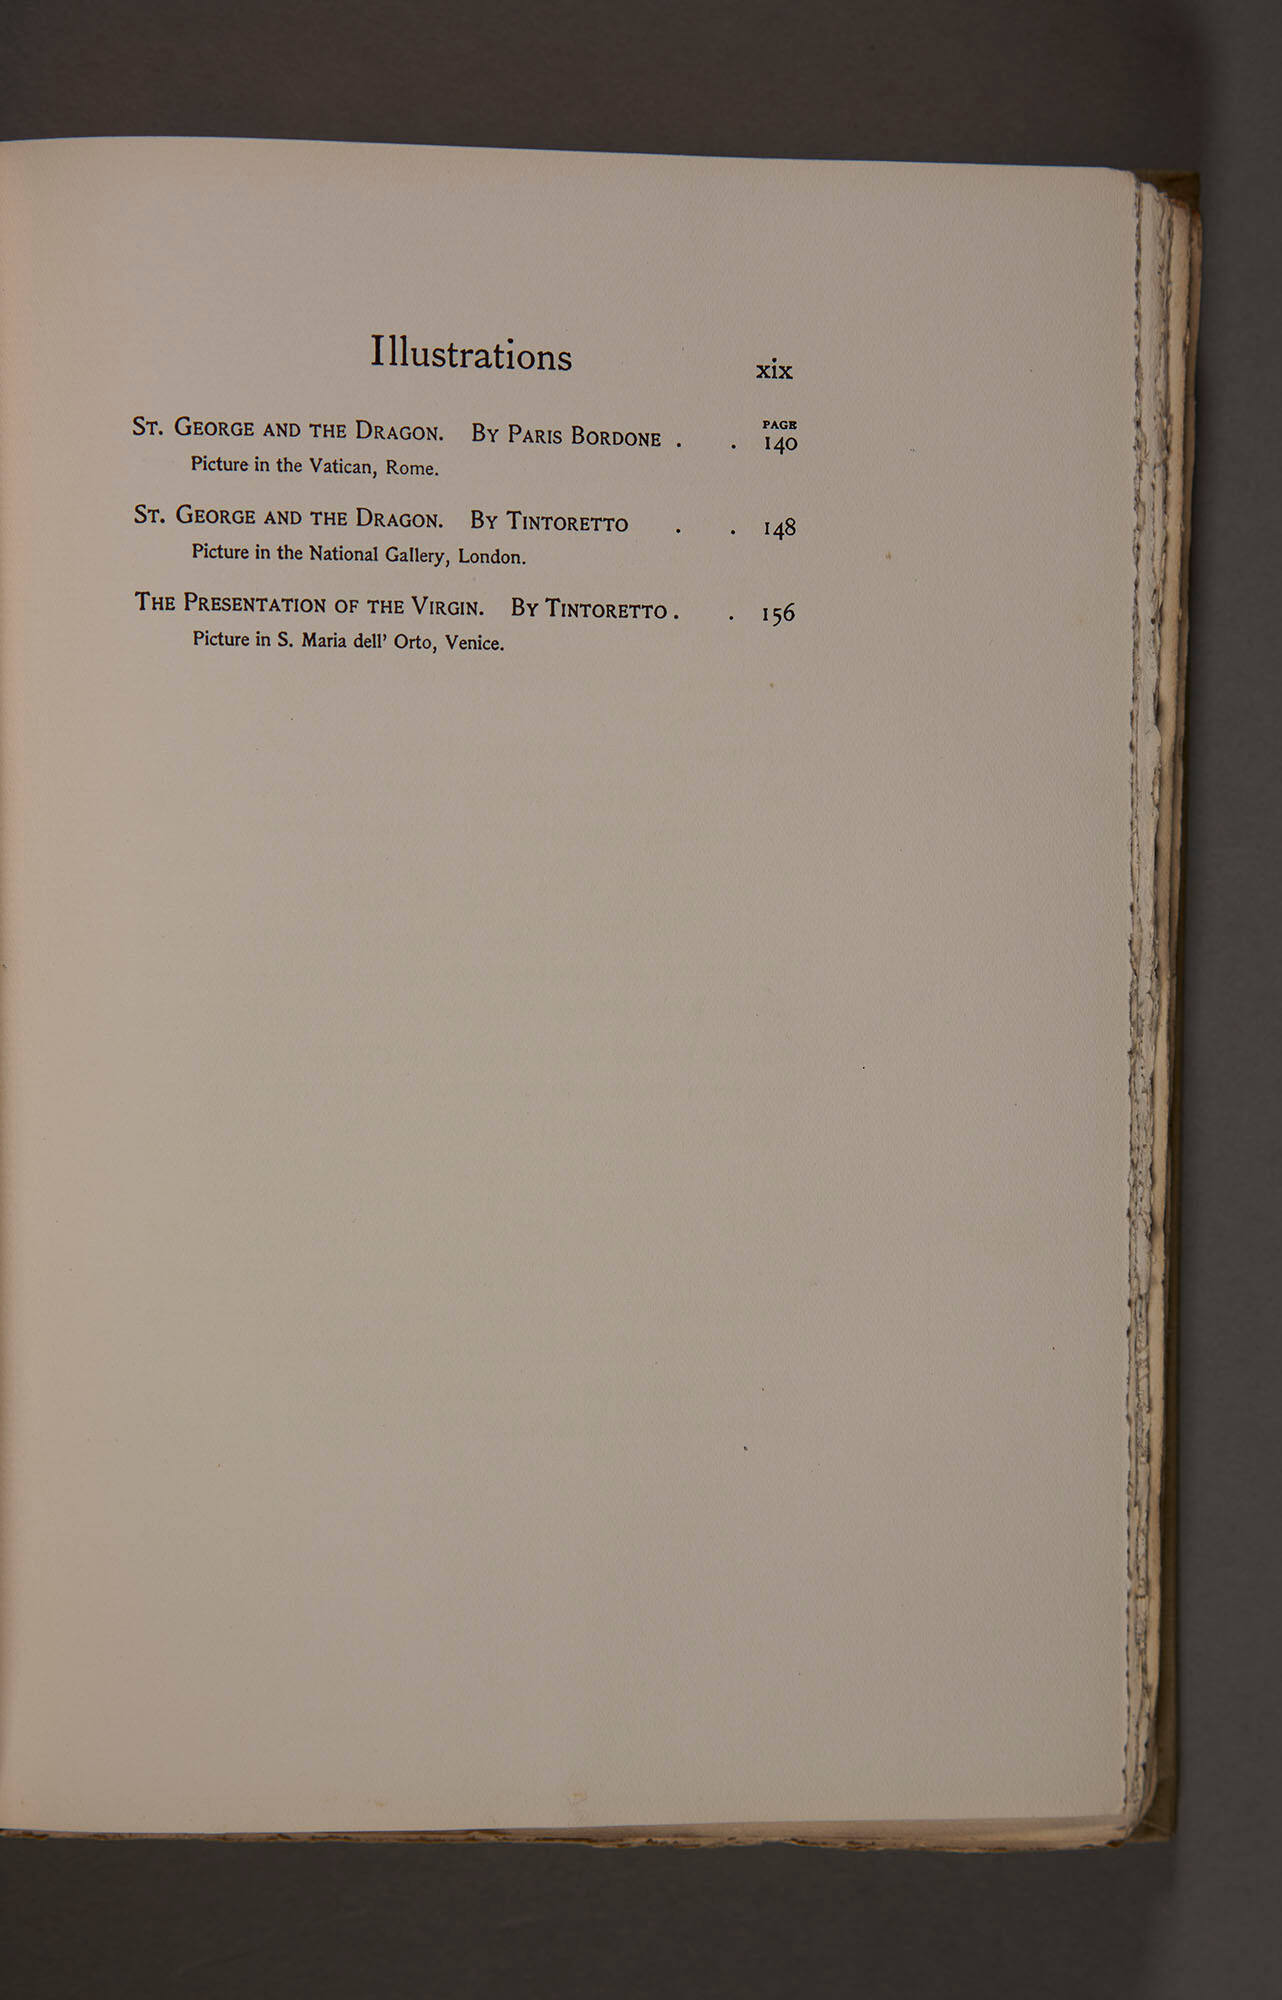 Illustrations xix
PAGE
St. George and the Dragon. By Paris Bordone . . 140
Picture in the Vatican, Rome.
St. George and the Dragon. By Tintoretto . . 148
Picture in the National Gallery, London.
The Presentation of the Virgin. By Tintoretto . . 156
Picture in S. Maria dell' Orto, Venice.